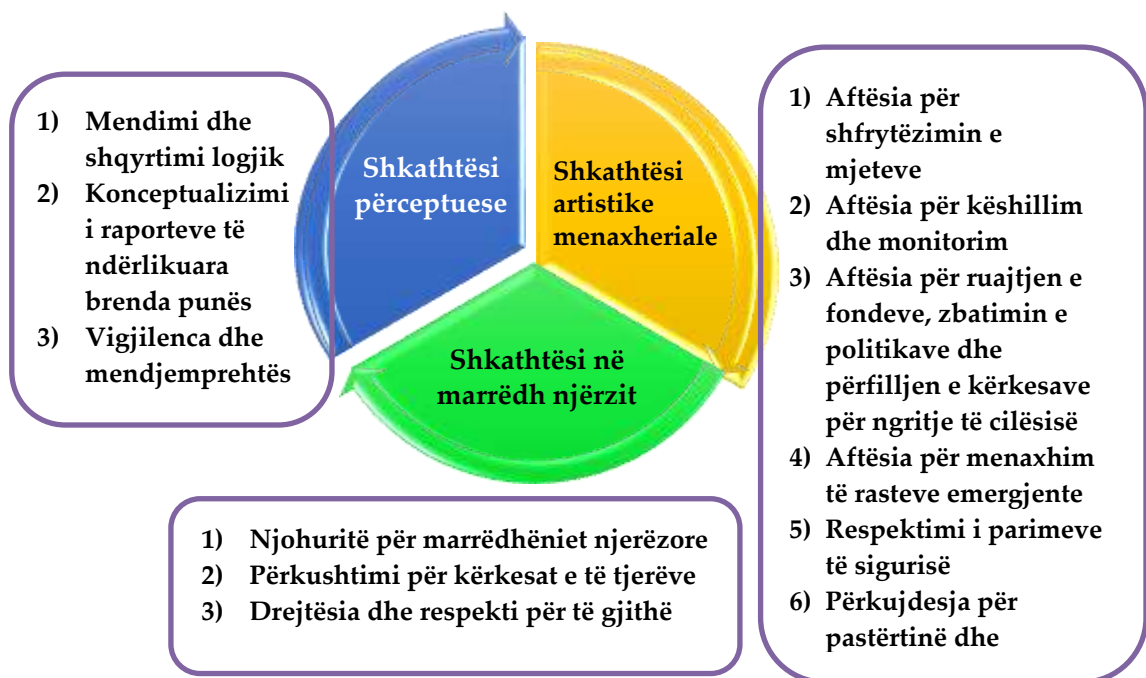 1) Mendimi dhe
shqyrtimi logjik
2) Konceptualizimi
i raporteve të
ndërlikuara
brenda punës
3) Vigjilenca dhe
mendjemprehtës
Shkathtësi
përceptuese
Shkathtësi
artistike
menaxheriale
Shkathtësi në
marrëdh njërzit
1) Aftësia për
shfrytëzimin e
mjeteve
2) Aftësia për këshillim
dhe monitorim
3) Aftësia për ruajtjen e
fondeve, zbatimin e
politikave dhe
përfilljen e kërkesave
për ngritje të cilësisë
4) Aftësia për menaxhim
të rasteve emergjente
5) Respektimi i parimeve
të sigurisë
6) Përkujdesja për
pastërtinë dhe
1) Njohuritë për marrëdhëniet njerëzore
2) Përkushtimi për kërkesat e të tjerëve
3) Drejtësia dhe respekti për të gjithë